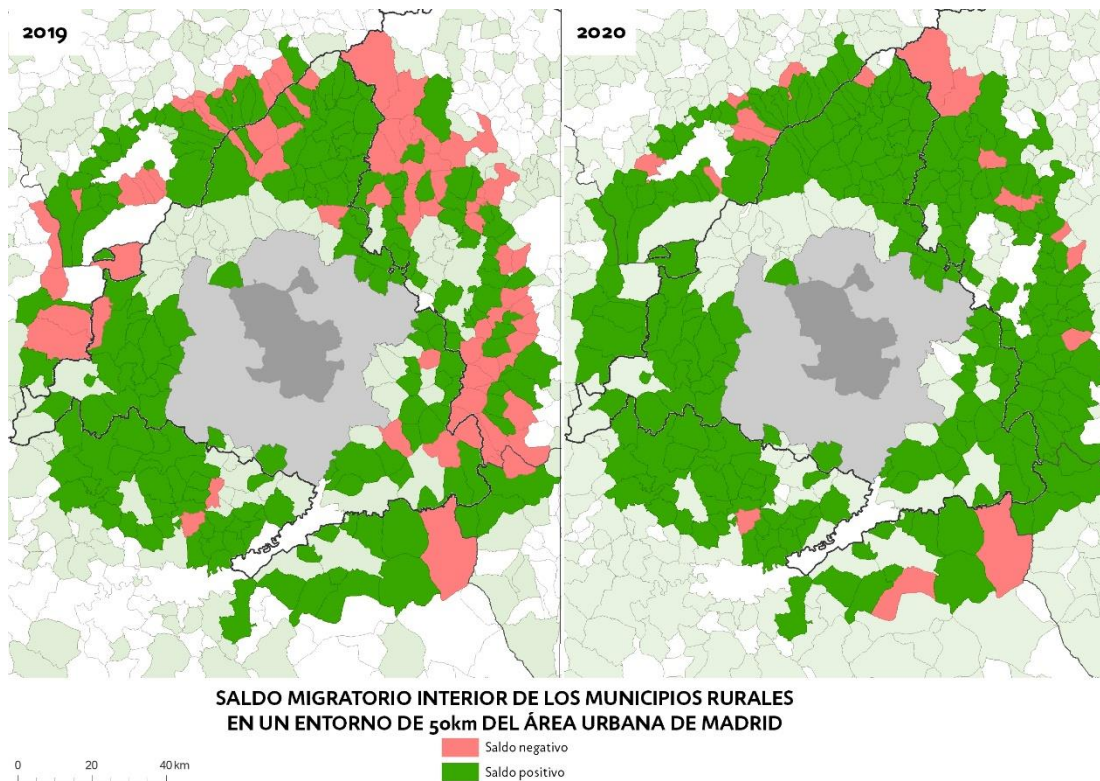 2019
2020
SALDO MIGRATORIO INTERIOR DE LOS MUNICIPIOS RURALES
EN UN ENTORNO DE 50km DEL ÁREA URBANA DE MADRID
Saldo negativo
0 20 40 km
Saldo positivo